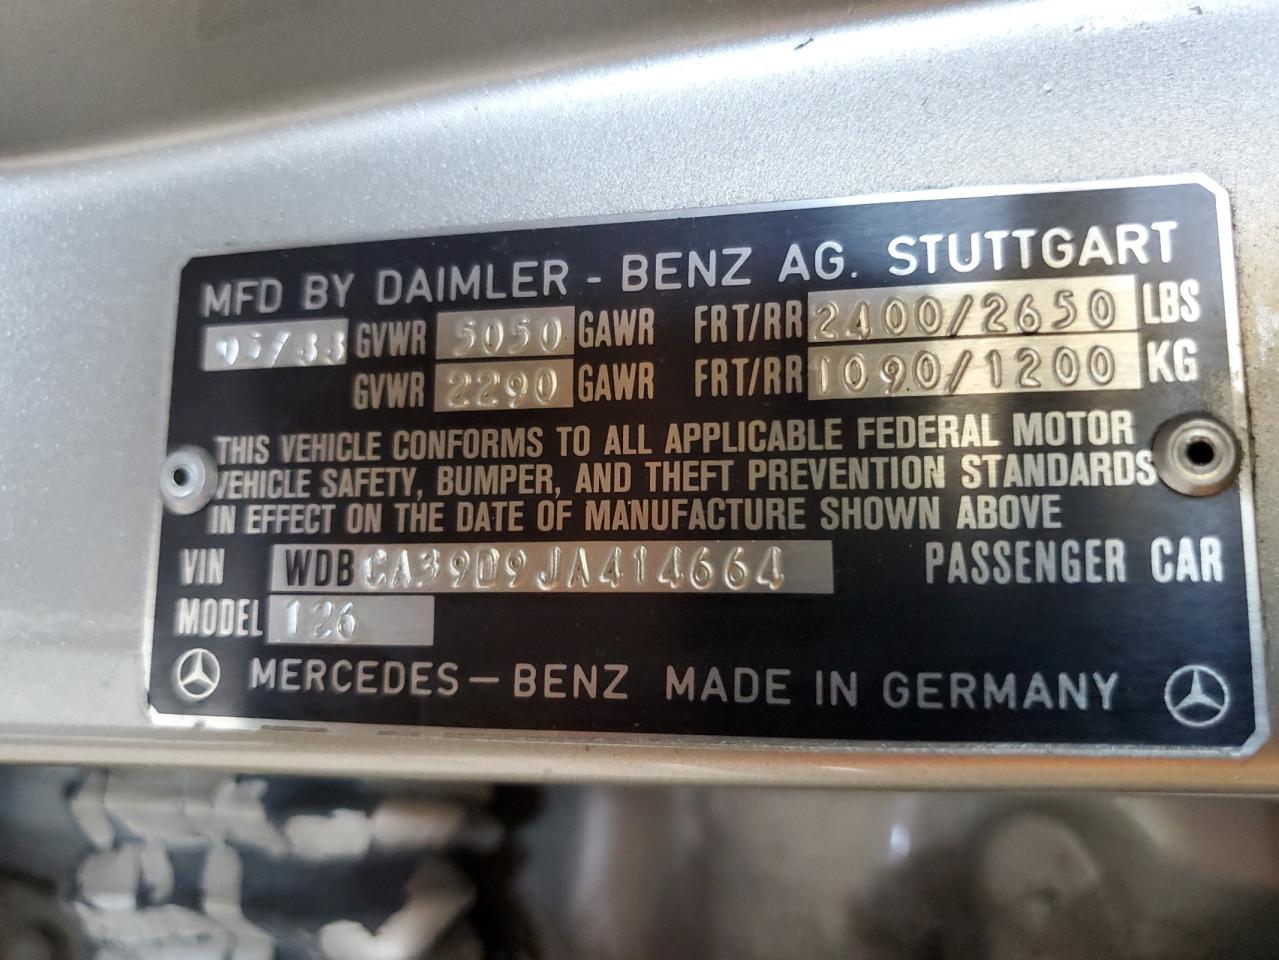 MFD BY DAIMLER - BENZ AG. STUTTGART
GVWR 5050 GAWR FRT/RR 2400/2650 LBS
GVWR 2290 GAWR FRT/RR 1090/1200 KG
THIS VEHICLE CONFORMS TO ALL APPLICABLE FEDERAL MOTOR
VEHICLE SAFETY, BUMPER, AND THEFT PREVENTION STANDARDS
IN EFFECT ON THE DATE OF MANUFACTURE SHOWN ABOVE
VIN WDBCA39D9JA414664 PASSENGER CAR
MODEL 126
MERCEDES - BENZ MADE IN GERMANY